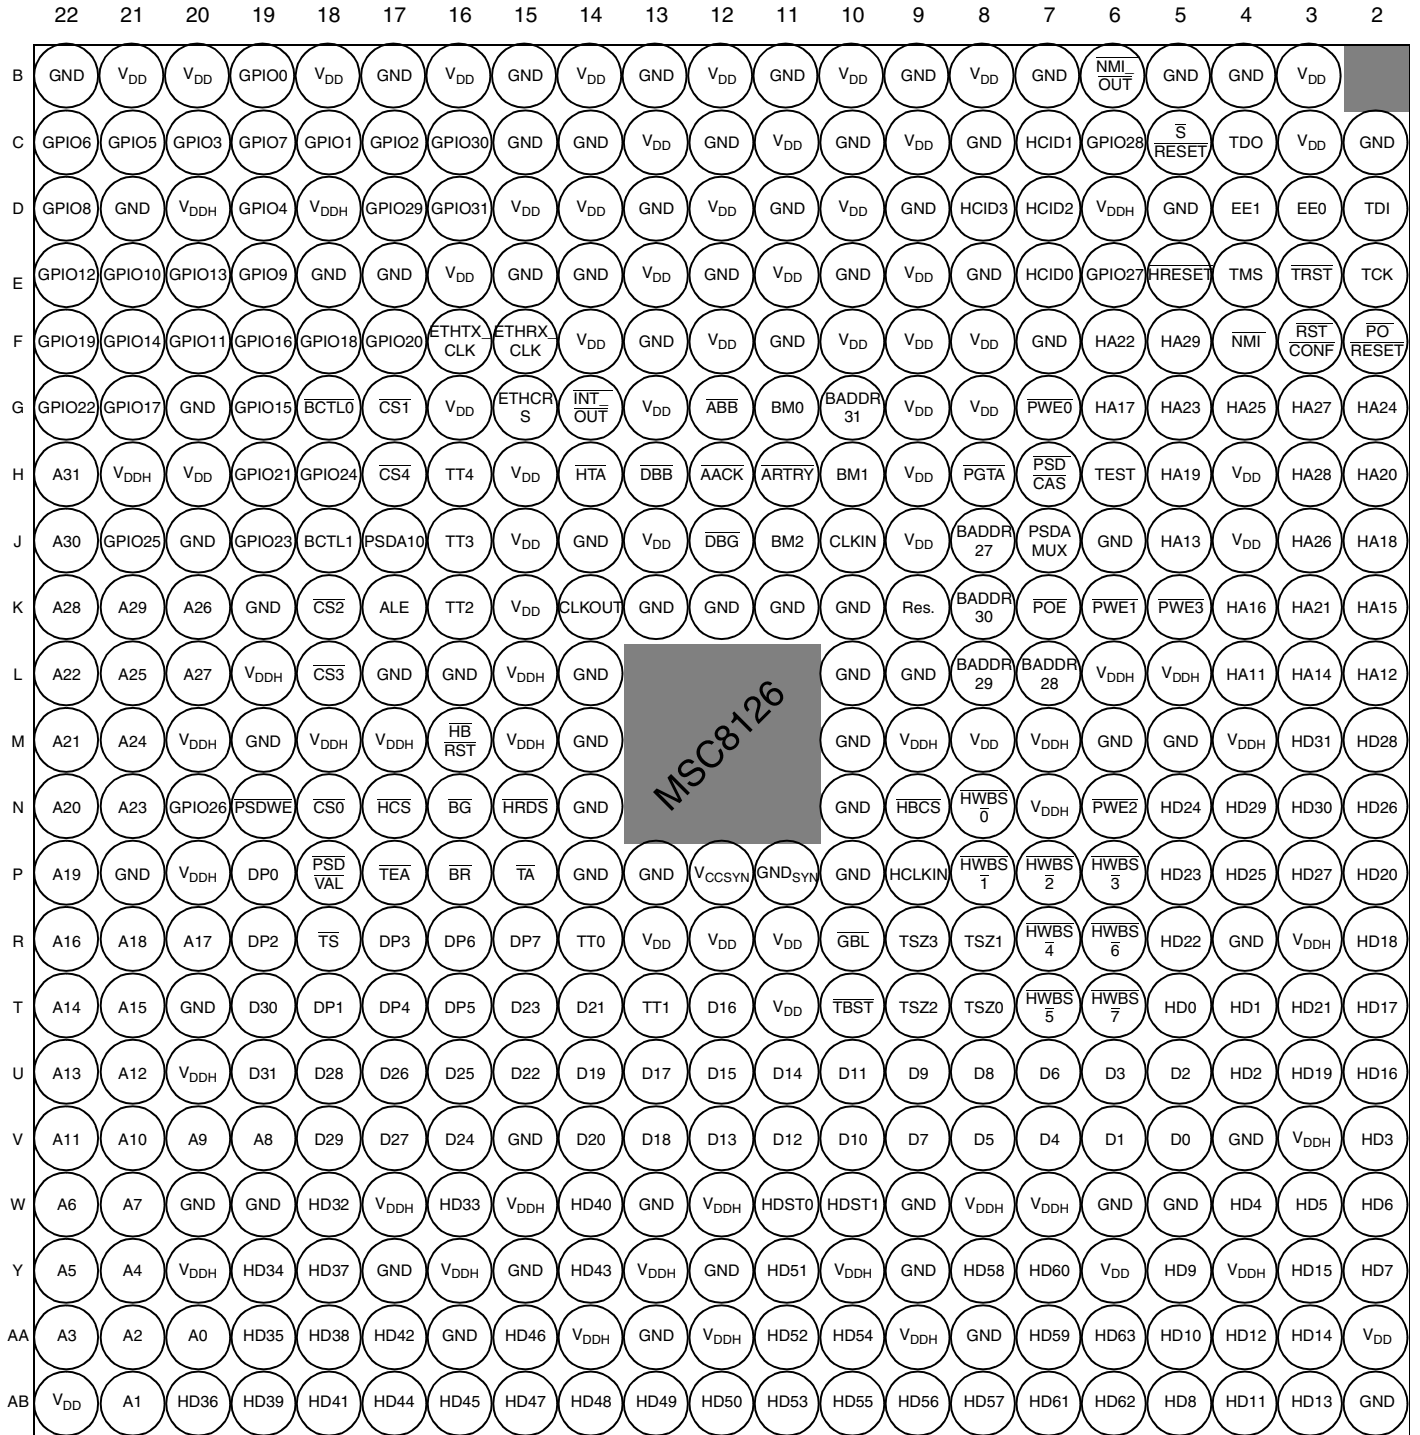 22 21 20 19 18 17 16 15 14 13 12 11 10 9 8 7 6 5 4 3 2
B GND VDD VDD GPIO0 VDD GND VDD GND VDD GND VDD GND VDD GND VDD GND NMI_OUT GND GND VDD
C GPIO6 GPIO5 GPIO3 GPIO7 GPIO1 GPIO2 GPIO30 GND GND VDD GND VDD GND VDD GND HCID1 GPIO28 S RESET TDO VDD GND
D GPIO8 GND VDDH GPIO4 VDDH GPIO29 GPIO31 VDD VDD GND VDD GND VDD GND HCID3 HCID2 VDDH GND EE1 EE0 TDI
E GPIO12 GPIO10 GPIO13 GPIO9 GND GND VDD GND GND VDD GND VDD GND VDD GND HCID0 GPIO27 HRESET TMS TRST TCK
F GPIO19 GPIO14 GPIO11 GPIO16 GPIO18 GPIO20 ETHTX_CLK ETHRX_CLK VDD GND VDD GND VDD VDD VDD GND HA22 HA29 NMI RST CONF PO RESET
G GPIO22 GPIO17 GND GPIO15 BCTL0 CS1 VDD ETHCRS INT_OUT VDD ABB BM0 BADDR31 VDD VDD PWE0 HA17 HA23 HA25 HA27 HA24
H A31 VDDH VDD GPIO21 GPIO24 CS4 TT4 VDD HTA DBB AACK ARTRY BM1 VDD PGTA PSD CAS TEST HA19 VDD HA28 HA20
J A30 GPIO25 GND GPIO23 BCTL1 PSDA10 TT3 VDD GND VDD DBG BM2 CLKIN VDD BADDR27 PSDA MUX GND HA13 VDD HA26 HA18
K A28 A29 A26 GND CS2 ALE TT2 VDD CLKOUT GND GND GND GND Res. BADDR30 POE PWE1 PWE3 HA16 HA21 HA15
L A22 A25 A27 VDDH CS3 GND GND VDDH GND GND GND BADDR29 BADDR28 VDDH VDDH HA11 HA14 HA12
M A21 A24 VDDH GND VDDH VDDH HB RST VDDH GND MSC8126 GND VDDH VDD VDDH GND GND VDDH HD31 HD28
N A20 A23 GPIO26 PSDWE CS0 HCS BG HRDS GND GND HBCS HWBS0 VDDH PWE2 HD24 HD29 HD30 HD26
P A19 GND VDDH DP0 PSD VAL TEA BR TA GND GND VCCSYN GNDSYN GND HCLKIN HWBS1 HWBS2 HWBS3 HD23 HD25 HD27 HD20
R A16 A18 A17 DP2 TS DP3 DP6 DP7 TT0 VDD VDD VDD GBL TSZ3 TSZ1 HWBS4 HWBS6 HD22 GND VDDH HD18
T A14 A15 GND D30 DP1 DP4 DP5 D23 D21 TT1 D16 VDD TBST TSZ2 TSZ0 HWBS5 HWBS7 HD0 HD1 HD21 HD17
U A13 A12 VDDH D31 D28 D26 D25 D22 D19 D17 D15 D14 D11 D9 D8 D6 D3 D2 HD2 HD19 HD16
V A11 A10 A9 A8 D29 D27 D24 GND D20 D18 D13 D12 D10 D7 D5 D4 D1 D0 GND VDDH HD3
W A6 A7 GND GND HD32 VDDH HD33 VDDH HD40 GND VDDH HDST0 HDST1 GND VDDH VDDH GND GND HD4 HD5 HD6
Y A5 A4 VDDH HD34 HD37 GND VDDH GND HD43 VDDH GND HD51 VDDH GND HD58 HD60 VDD HD9 VDDH HD15 HD7
AA A3 A2 A0 HD35 HD38 HD42 GND HD46 VDDH GND VDDH HD52 HD54 VDDH GND HD59 HD63 HD10 HD12 HD14 VDD
AB VDD A1 HD36 HD39 HD41 HD44 HD45 HD47 HD48 HD49 HD50 HD53 HD55 HD56 HD57 HD61 HD62 HD8 HD11 HD13 GND